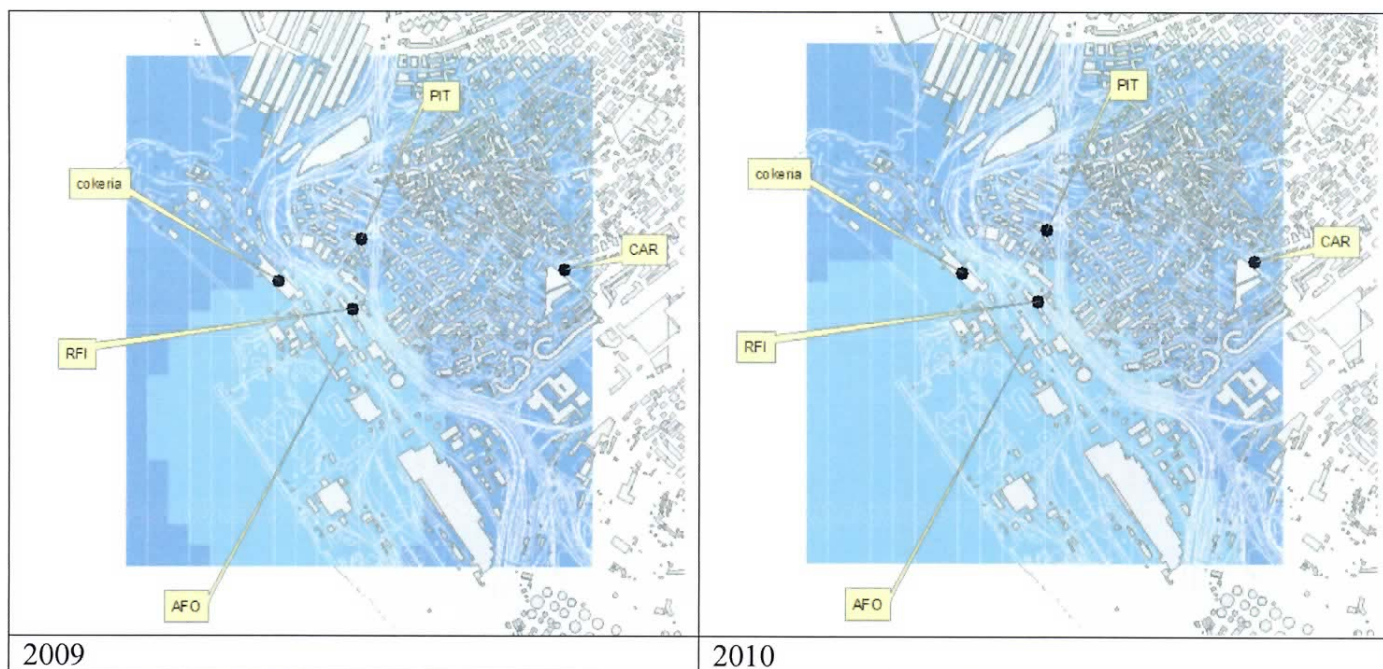 PIT
cokeria
CAR
RFI
AFO
2009
PIT
cokeria
CAR
RFI
AFO
2010